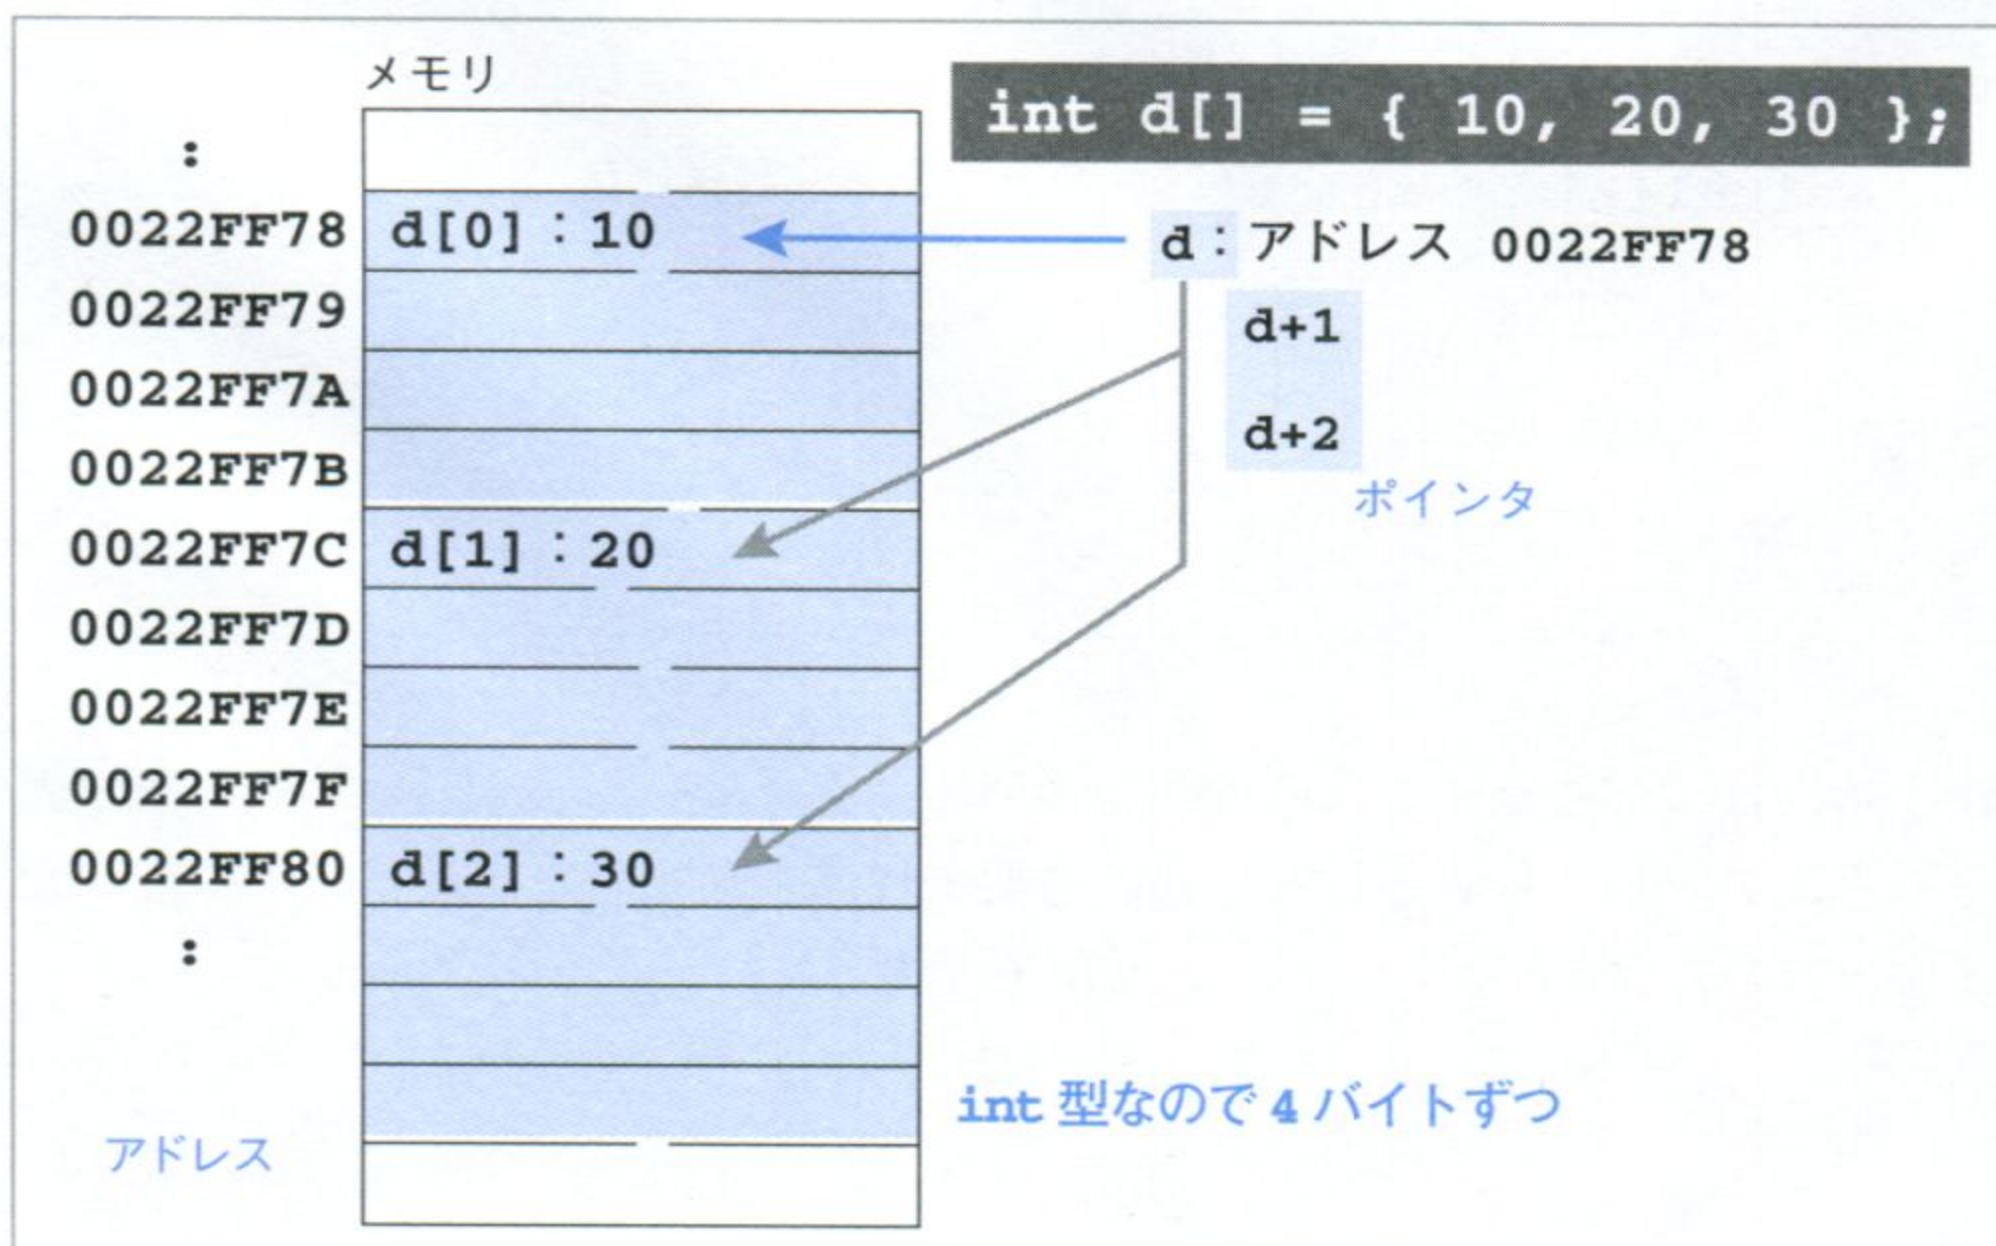 メモリ
int d[] = { 10, 20, 30 };
:
0022FF78 d[0]:10
d:アドレス 0022FF78
0022FF79
d+1
0022FF7A
d+2
0022FF7B
ポインタ
0022FF7C d[1]:20
0022FF7D
0022FF7E
0022FF7F
0022FF80 d[2]:30
:
int 型なので 4 バイトずつ
アドレス